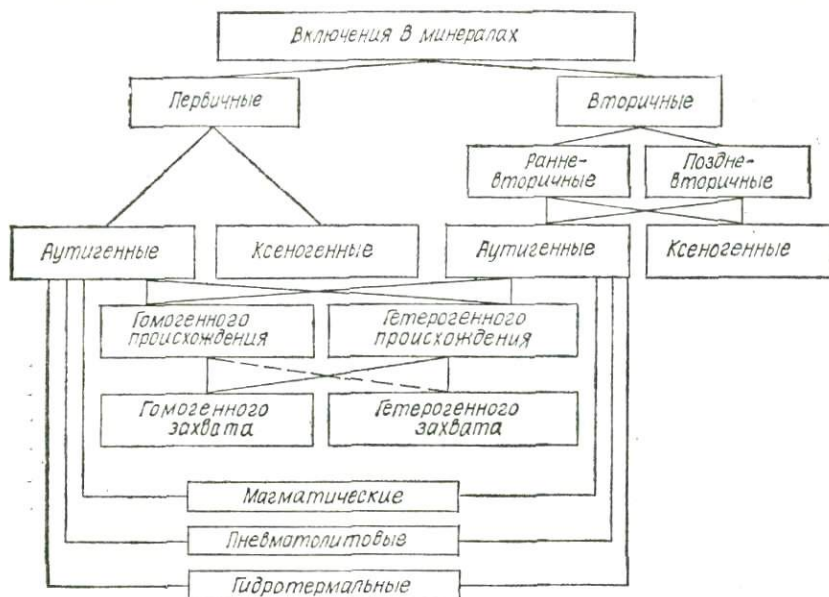 Включения в минералах
Первичные
Вторичные
Ранне-
вторичные
Поздне-
вторичные
Аутигенные
Ксеногенные
Аутигенные
Ксеногенные
Гомогенного
происхождения
Гетерогенного
происхождения
Гомогенного
захвата
Гетерогенного
захвата
Магматические
Пневматолитовые
Гидротермальные